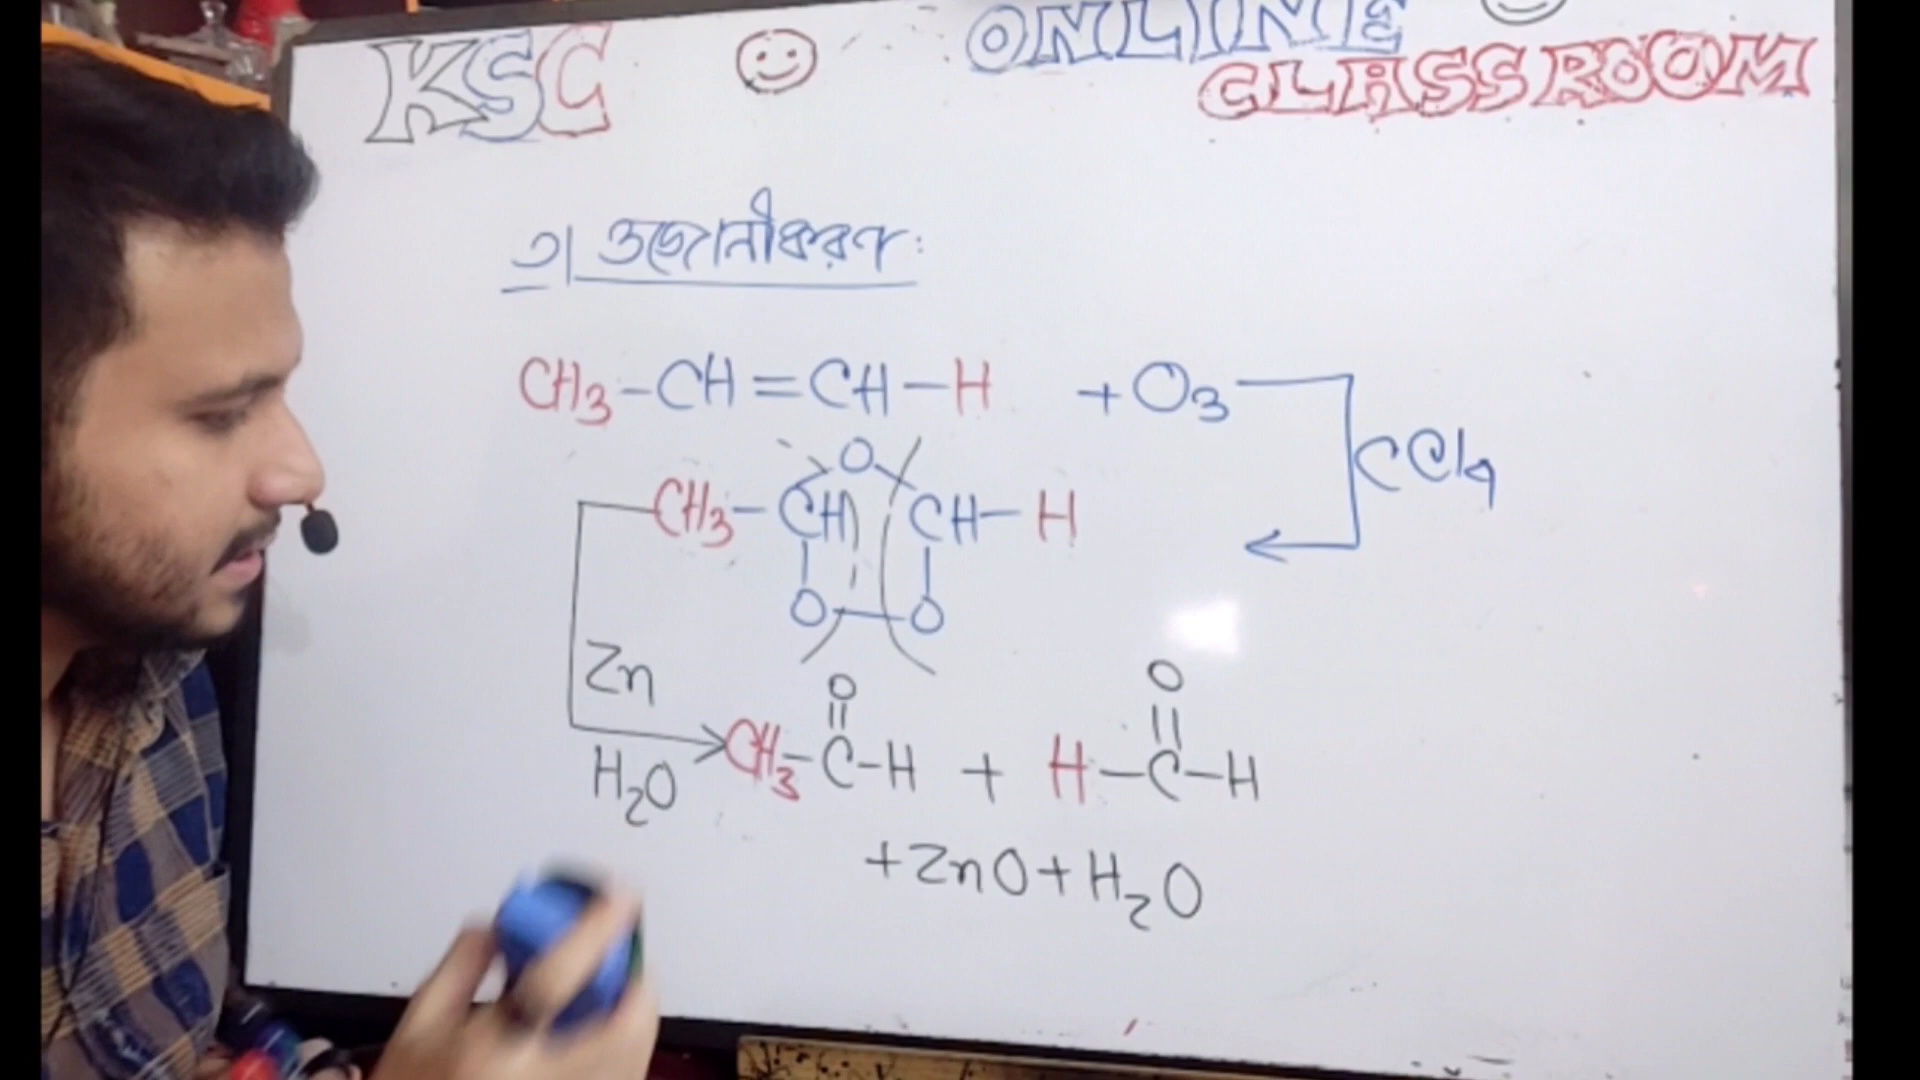 KSC ONLINE
CLASS ROOM
৩। ওজোনীকরণ:
CH3-CH=CH-H + O3
CCl4
O
CH3-CH CH-H
O-O
Zn
H2O
O O
|| ||
CH3-C-H + H-C-H
+ZnO+H2O